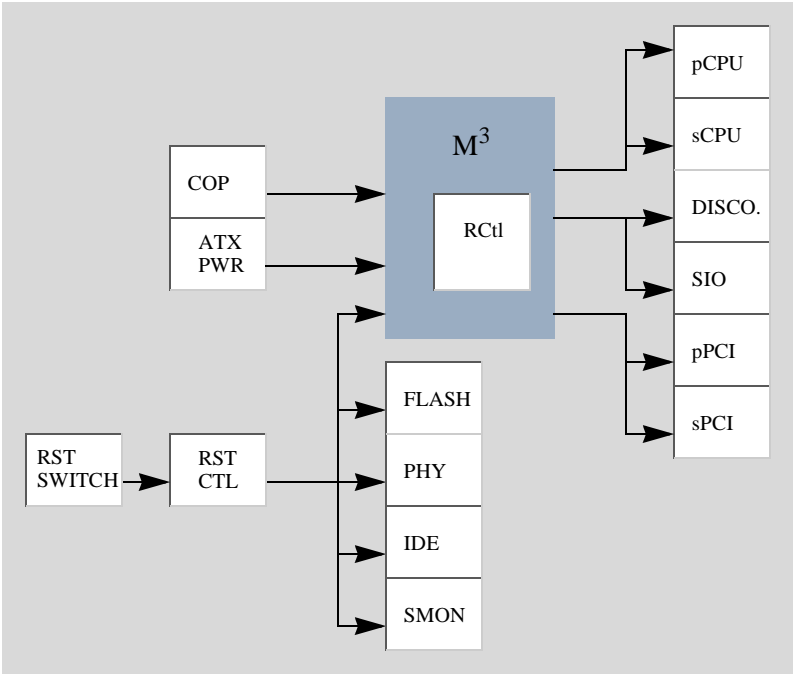 pCPU
sCPU
DISCO.
SIO
pPCI
sPCI
M³
RCtl
COP
ATX
PWR
FLASH
PHY
IDE
SMON
RST
SWITCH
RST
CTL